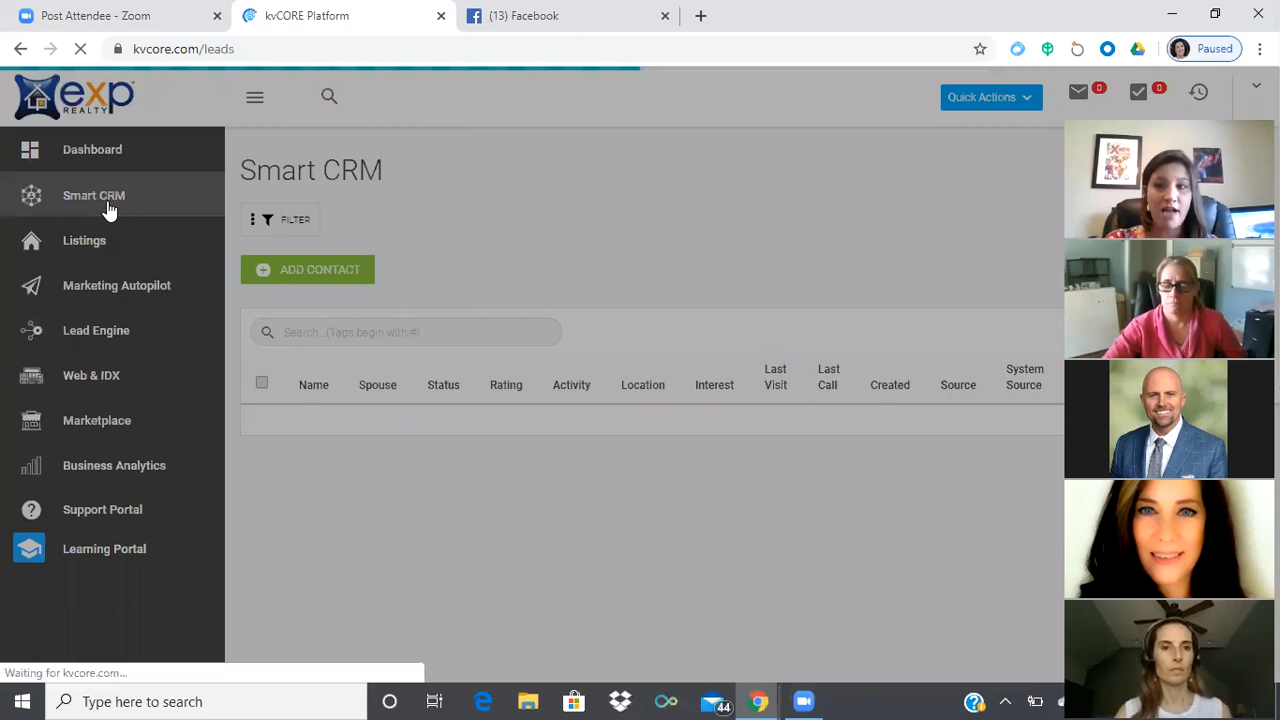 Post Attendee - Zoom
kvCORE Platform
(13) Facebook
kvcore.com/leads
Paused
exp
REALTY
Quick Actions
0
0
Dashboard
Smart CRM
Listings
Marketing Autopilot
Lead Engine
Web & IDX
Marketplace
Business Analytics
Support Portal
Learning Portal
Smart CRM
FILTER
ADD CONTACT
Search...(Tags begin with #)
Name Spouse Status Rating Activity Location Interest Last Visit Last Call Created Source System Source
Waiting for kvcore.com...
Type here to search
44